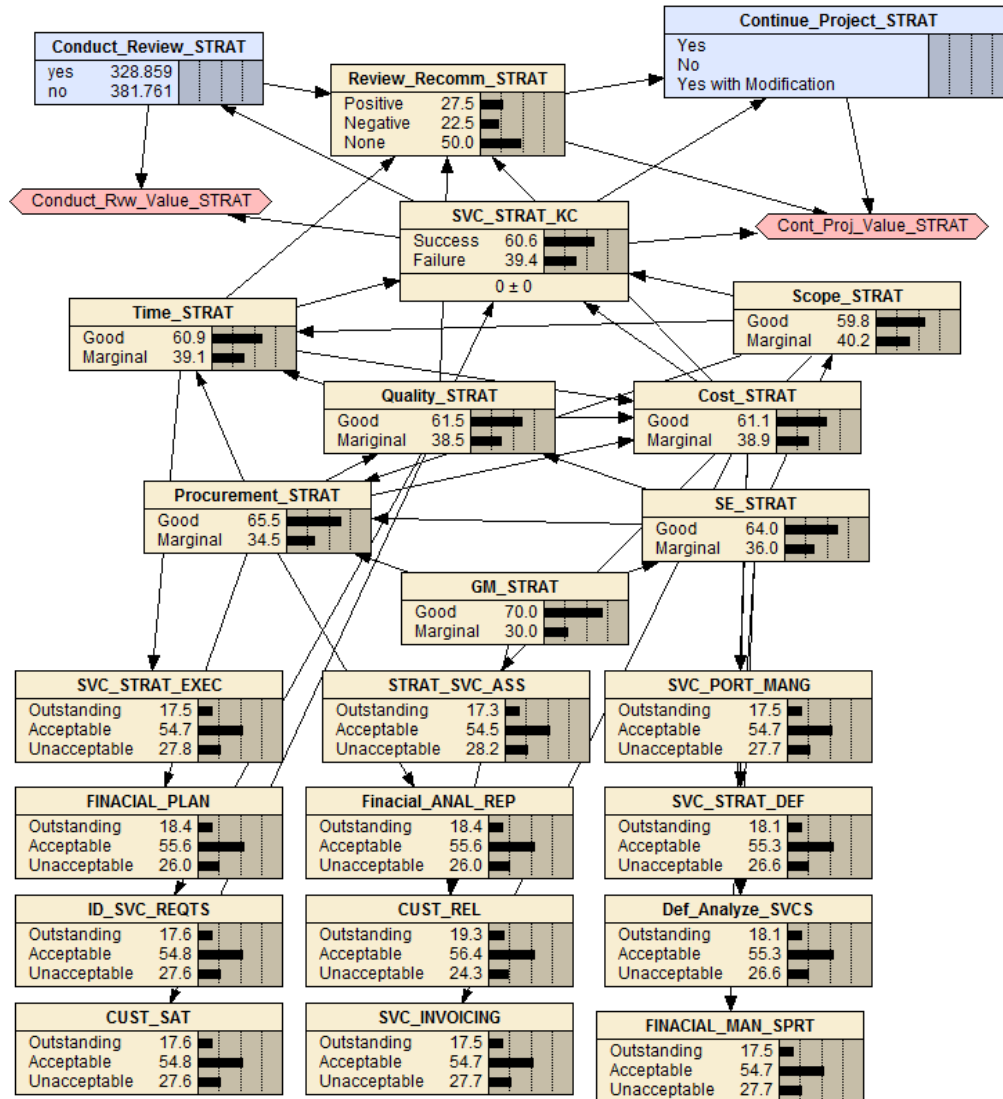 Conduct_Review_STRAT
yes 328.859
no 381.761
Continue_Project_STRAT
Yes
No
Yes with Modification
Review_Recomm_STRAT
Positive 27.5
Negative 22.5
None 50.0
Conduct_Rvw_Value_STRAT
SVC_STRAT_KC
Success 60.6
Failure 39.4
0 ± 0
Cont_Proj_Value_STRAT
Time_STRAT
Good 60.9
Marginal 39.1
Scope_STRAT
Good 59.8
Marginal 40.2
Quality_STRAT
Good 61.5
Mariginal 38.5
Cost_STRAT
Good 61.1
Marginal 38.9
Procurement_STRAT
Good 65.5
Marginal 34.5
SE_STRAT
Good 64.0
Marginal 36.0
GM_STRAT
Good 70.0
Marginal 30.0
SVC_STRAT_EXEC
Outstanding 17.5
Acceptable 54.7
Unacceptable 27.8
STRAT_SVC_ASS
Outstanding 17.3
Acceptable 54.5
Unacceptable 28.2
SVC_PORT_MANG
Outstanding 17.5
Acceptable 54.7
Unacceptable 27.7
FINACIAL_PLAN
Outstanding 18.4
Acceptable 55.6
Unacceptable 26.0
Finacial_ANAL_REP
Outstanding 18.4
Acceptable 55.6
Unacceptable 26.0
SVC_STRAT_DEF
Outstanding 18.1
Acceptable 55.3
Unacceptable 26.6
ID_SVC_REQTS
Outstanding 17.6
Acceptable 54.8
Unacceptable 27.6
CUST_REL
Outstanding 19.3
Acceptable 56.4
Unacceptable 24.3
Def_Analyze_SVCS
Outstanding 18.1
Acceptable 55.3
Unacceptable 26.6
CUST_SAT
Outstanding 17.6
Acceptable 54.8
Unacceptable 27.6
SVC_INVOICING
Outstanding 17.5
Acceptable 54.7
Unacceptable 27.7
FINACIAL_MAN_SPRT
Outstanding 17.5
Acceptable 54.7
Unacceptable 27.7